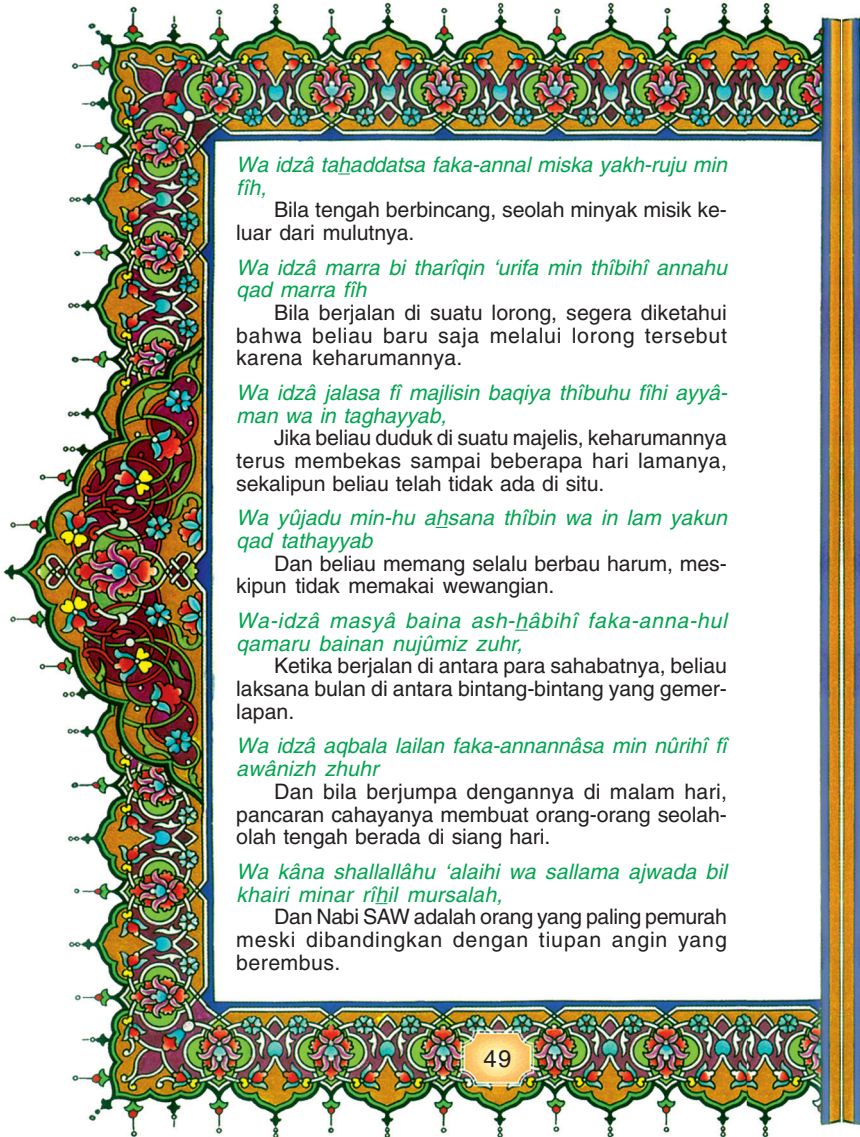 Wa idzâ tahaddatsa faka-annal miska yakh-ruju min
fîh,
Bila tengah berbincang, seolah minyak misik ke-
luar dari mulutnya.
Wa idzâ marra bi tharîqin ‘urifa min thîbihî annahu
qad marra fîh
Bila berjalan di suatu lorong, segera diketahui
bahwa beliau baru saja melalui lorong tersebut
karena keharumannya.
Wa idzâ jalasa fî majlisin baqiya thîbuhu fîhi ayyâ-
man wa in taghayyab,
Jika beliau duduk di suatu majelis, keharumannya
terus membekas sampai beberapa hari lamanya,
sekalipun beliau telah tidak ada di situ.
Wa yûjadu min-hu ahsana thîbin wa in lam yakun
qad tathayyab
Dan beliau memang selalu berbau harum, mes-
kipun tidak memakai wewangian.
Wa-idzâ masyâ baina ash-hâbihî faka-anna-hul
qamaru bainan nujûmiz zuhr,
Ketika berjalan di antara para sahabatnya, beliau
laksana bulan di antara bintang-bintang yang gemer-
lapan.
Wa idzâ aqbala lailan faka-annannâsa min nûrihî fî
awânizh zhuhr
Dan bila berjumpa dengannya di malam hari,
pancaran cahayanya membuat orang-orang seolah-
olah tengah berada di siang hari.
Wa kâna shallallâhu ‘alaihi wa sallama ajwada bil
khairi minar rîhil mursalah,
Dan Nabi SAW adalah orang yang paling pemurah
meski dibandingkan dengan tiupan angin yang
berembus.
49